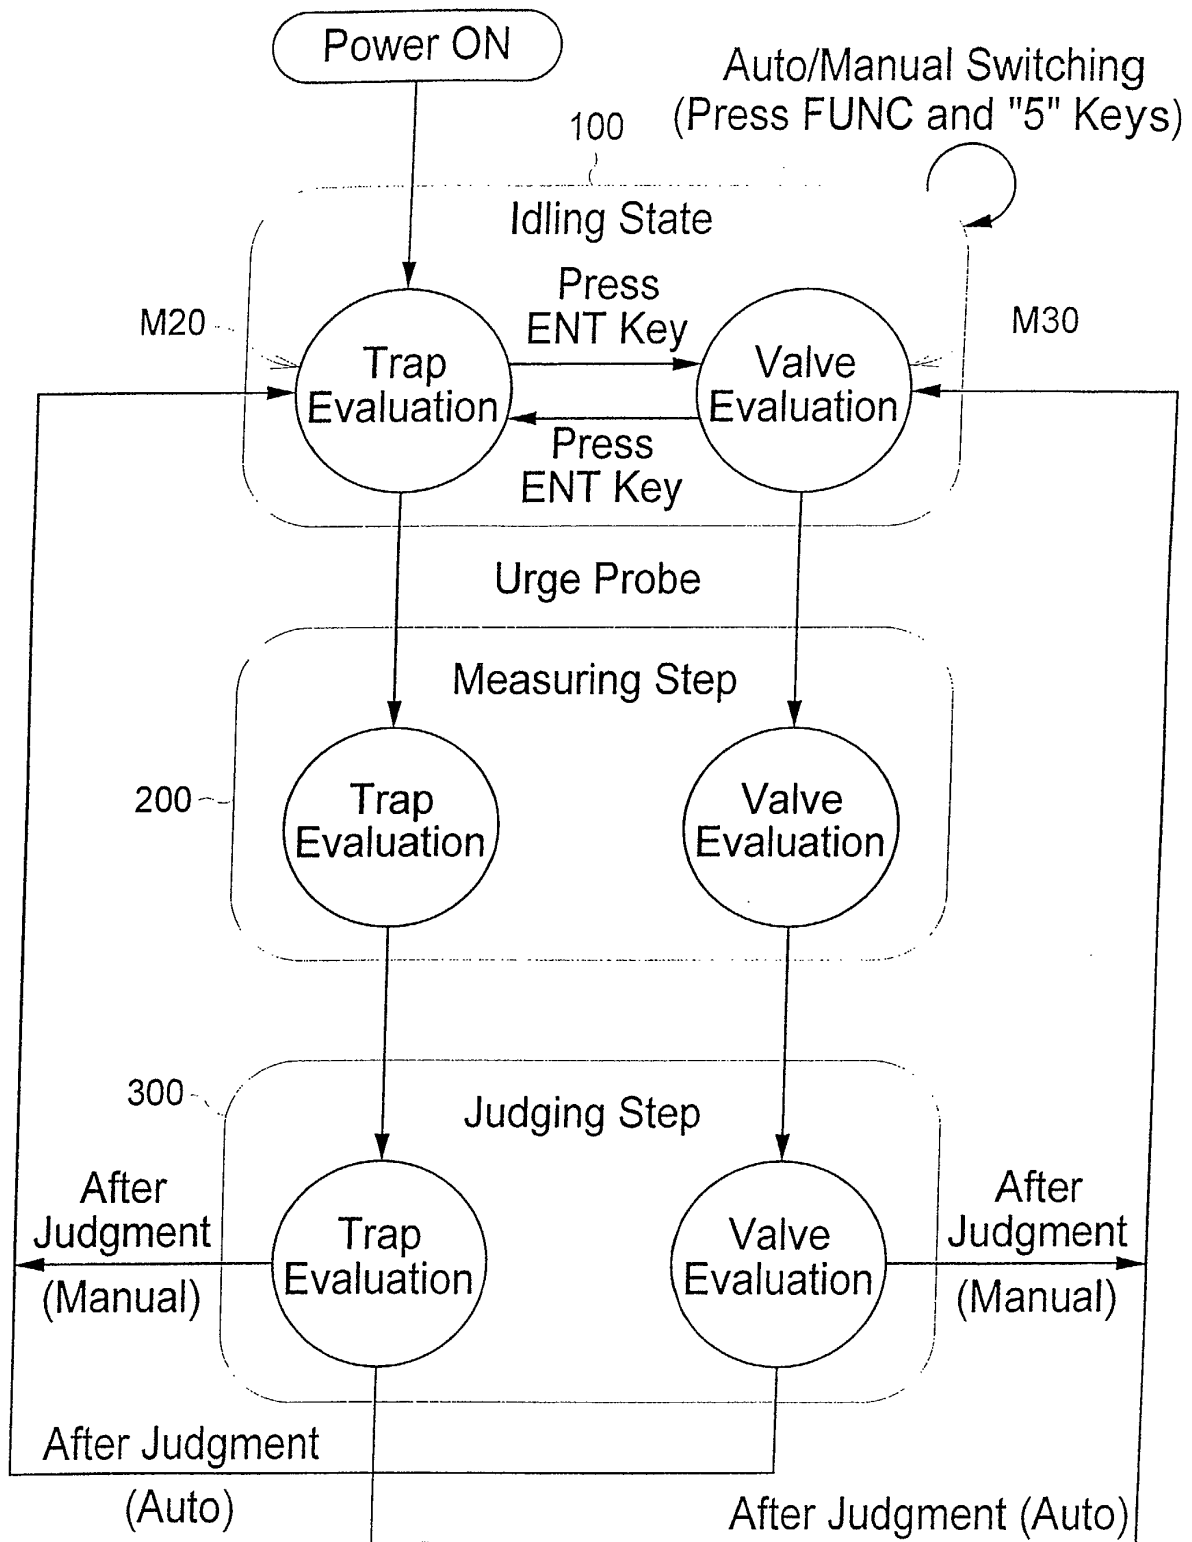 Power ON
Auto/Manual Switching
(Press FUNC and "5" Keys)
100
Idling State
Press
ENT Key
M20
M30
Trap
Evaluation
Valve
Evaluation
Press
ENT Key
Urge Probe
Measuring Step
200
Trap
Evaluation
Valve
Evaluation
300
Judging Step
After
Judgment
(Manual)
Trap
Evaluation
Valve
Evaluation
After
Judgment
(Manual)
After Judgment
(Auto)
After Judgment (Auto)